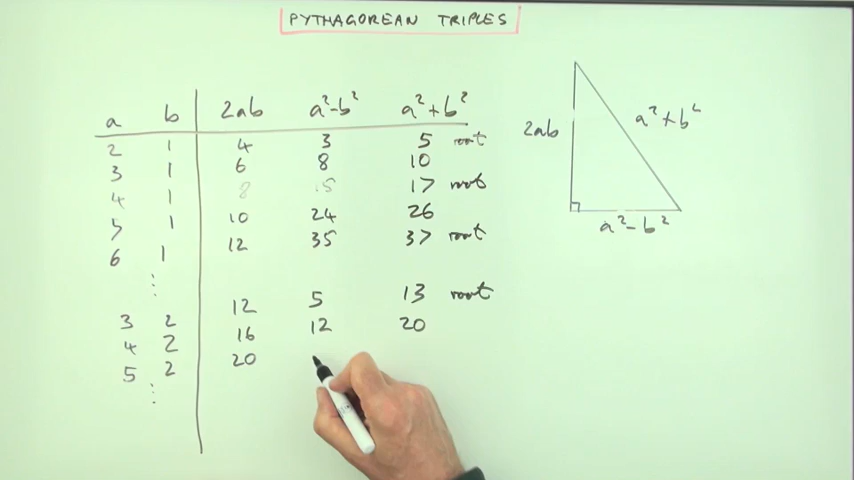 PYTHAGOREAN TRIPLES
a b 2ab a²-b² a²+b²
2 1 4 3 5 root
3 1 6 8 10
4 1 8 15 17 root
5 1 10 24 26
6 1 12 35 37 root
⋮
3 2 12 5 13 root
4 2 16 12 20
5 2 20
⋮
2ab
a²+b²
a²-b²